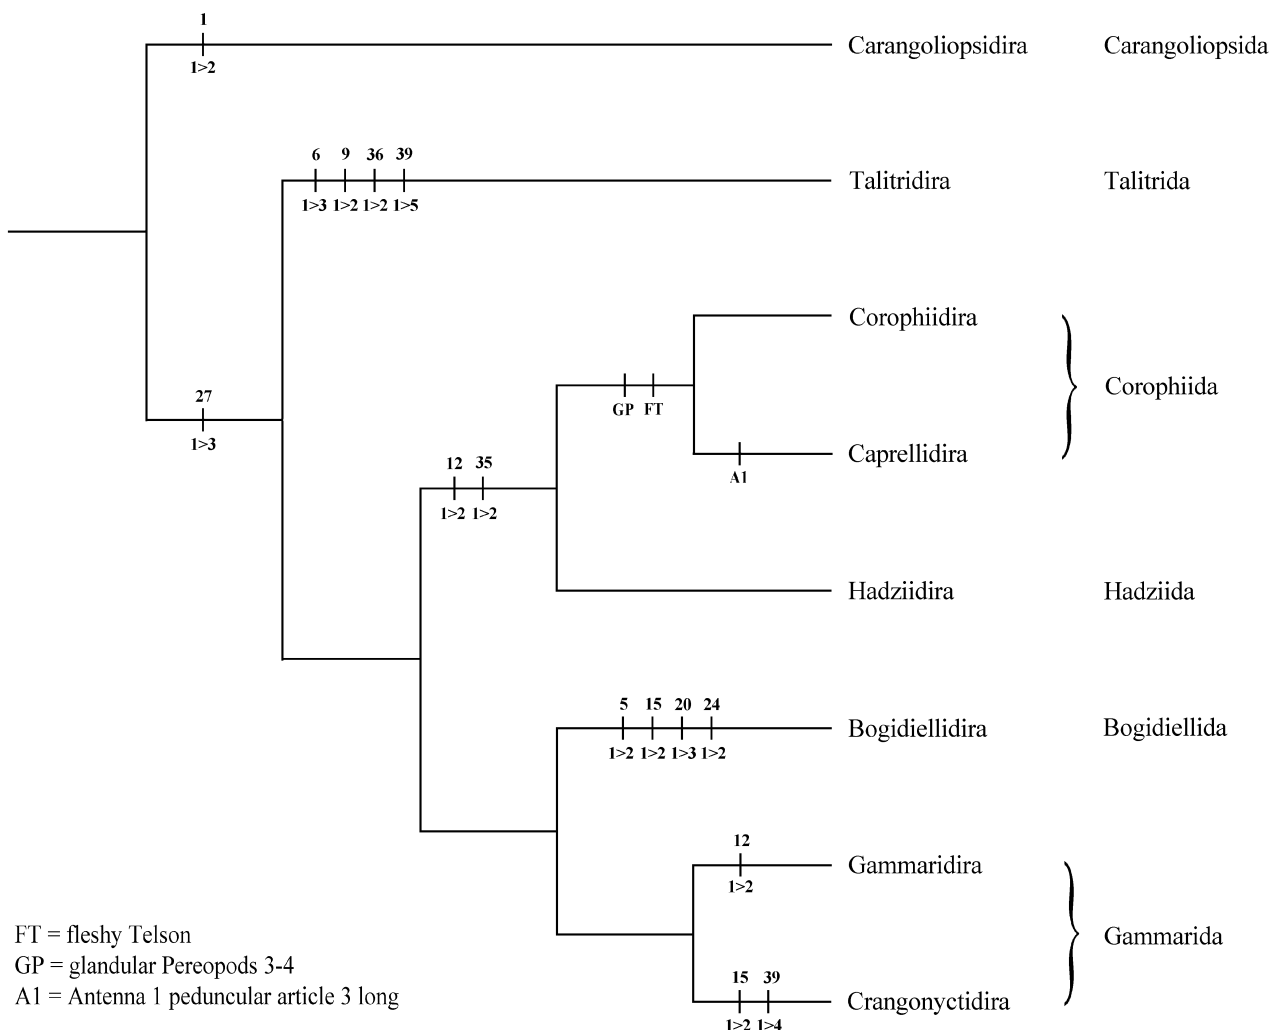 1
1>2
Carangoliopsidira Carangoliopsida
6 9 36 39
1>3 1>2 1>2 1>5
Talitridira Talitrida
Corophiidira
GP FT
Corophiida
27
1>3
Caprellidira
A1
12 35
1>2 1>2
Hadziidira Hadziida
5 15 20 24
1>2 1>2 1>3 1>2
Bogidiellidira Bogidiellida
12
1>2
Gammaridira
Gammarida
15 39
1>2 1>4
Crangonyctidira
FT = fleshy Telson
GP = glandular Pereopods 3-4
A1 = Antenna 1 peduncular article 3 long